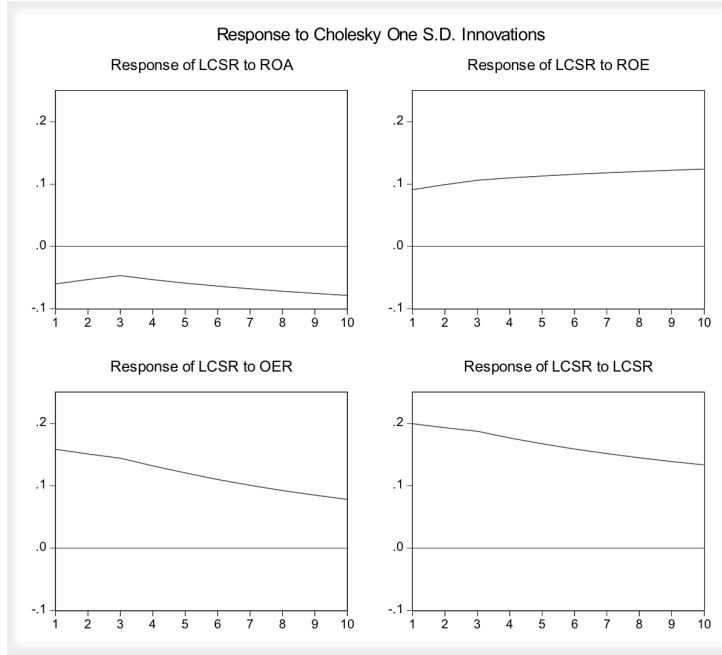 Response to Cholesky One S.D. Innovations
Response of LCSR to ROA
.2
.1
.0
-.1
1 2 3 4 5 6 7 8 9 10
Response of LCSR to ROE
.2
.1
.0
-.1
1 2 3 4 5 6 7 8 9 10
Response of LCSR to OER
.2
.1
.0
-.1
1 2 3 4 5 6 7 8 9 10
Response of LCSR to LCSR
.2
.1
.0
-.1
1 2 3 4 5 6 7 8 9 10